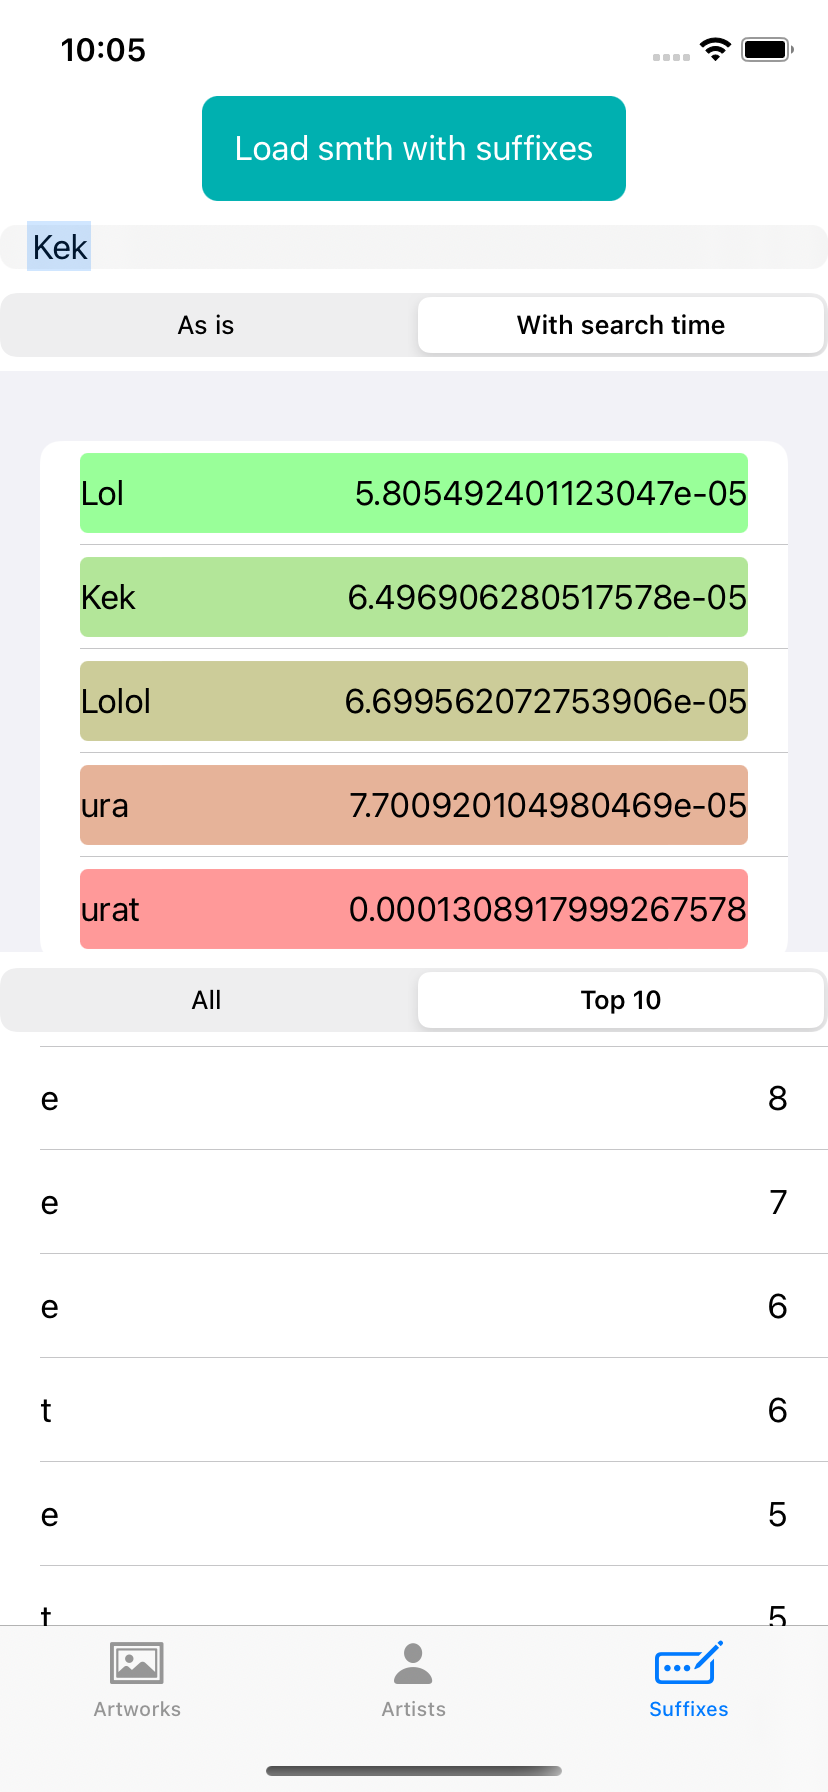 10:05
Load smth with suffixes
Kek
As is With search time
Lol 5.805492401123047e-05
Kek 6.496906280517578e-05
Lolol 6.699562072753906e-05
ura 7.700920104980469e-05
urat 0.0001308917999267578
All Top 10
e 8
e 7
e 6
t 6
e 5
t 5
Artworks Artists Suffixes